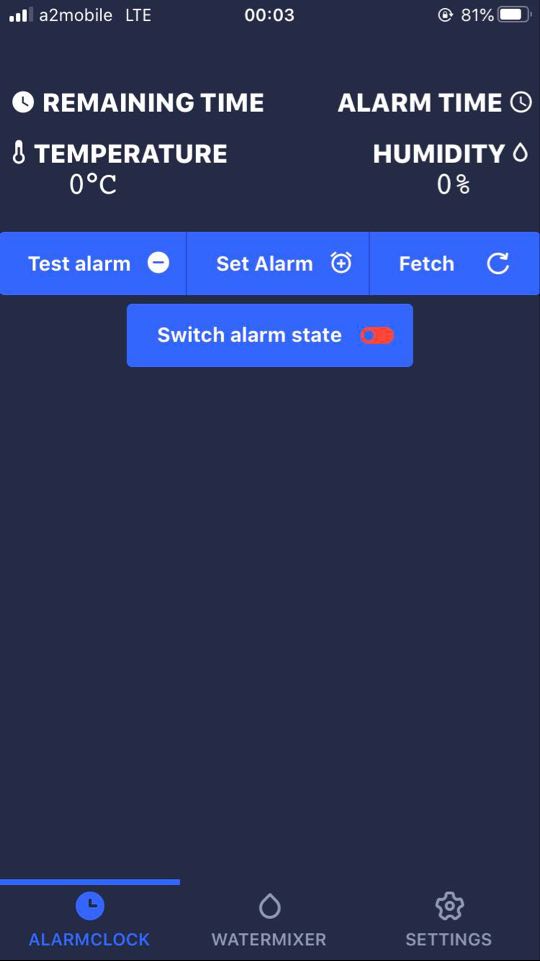 a2mobile LTE 00:03 81%
REMAINING TIME ALARM TIME
TEMPERATURE HUMIDITY
0°C 0%
Test alarm Set Alarm Fetch
Switch alarm state
ALARMCLOCK WATERMIXER SETTINGS